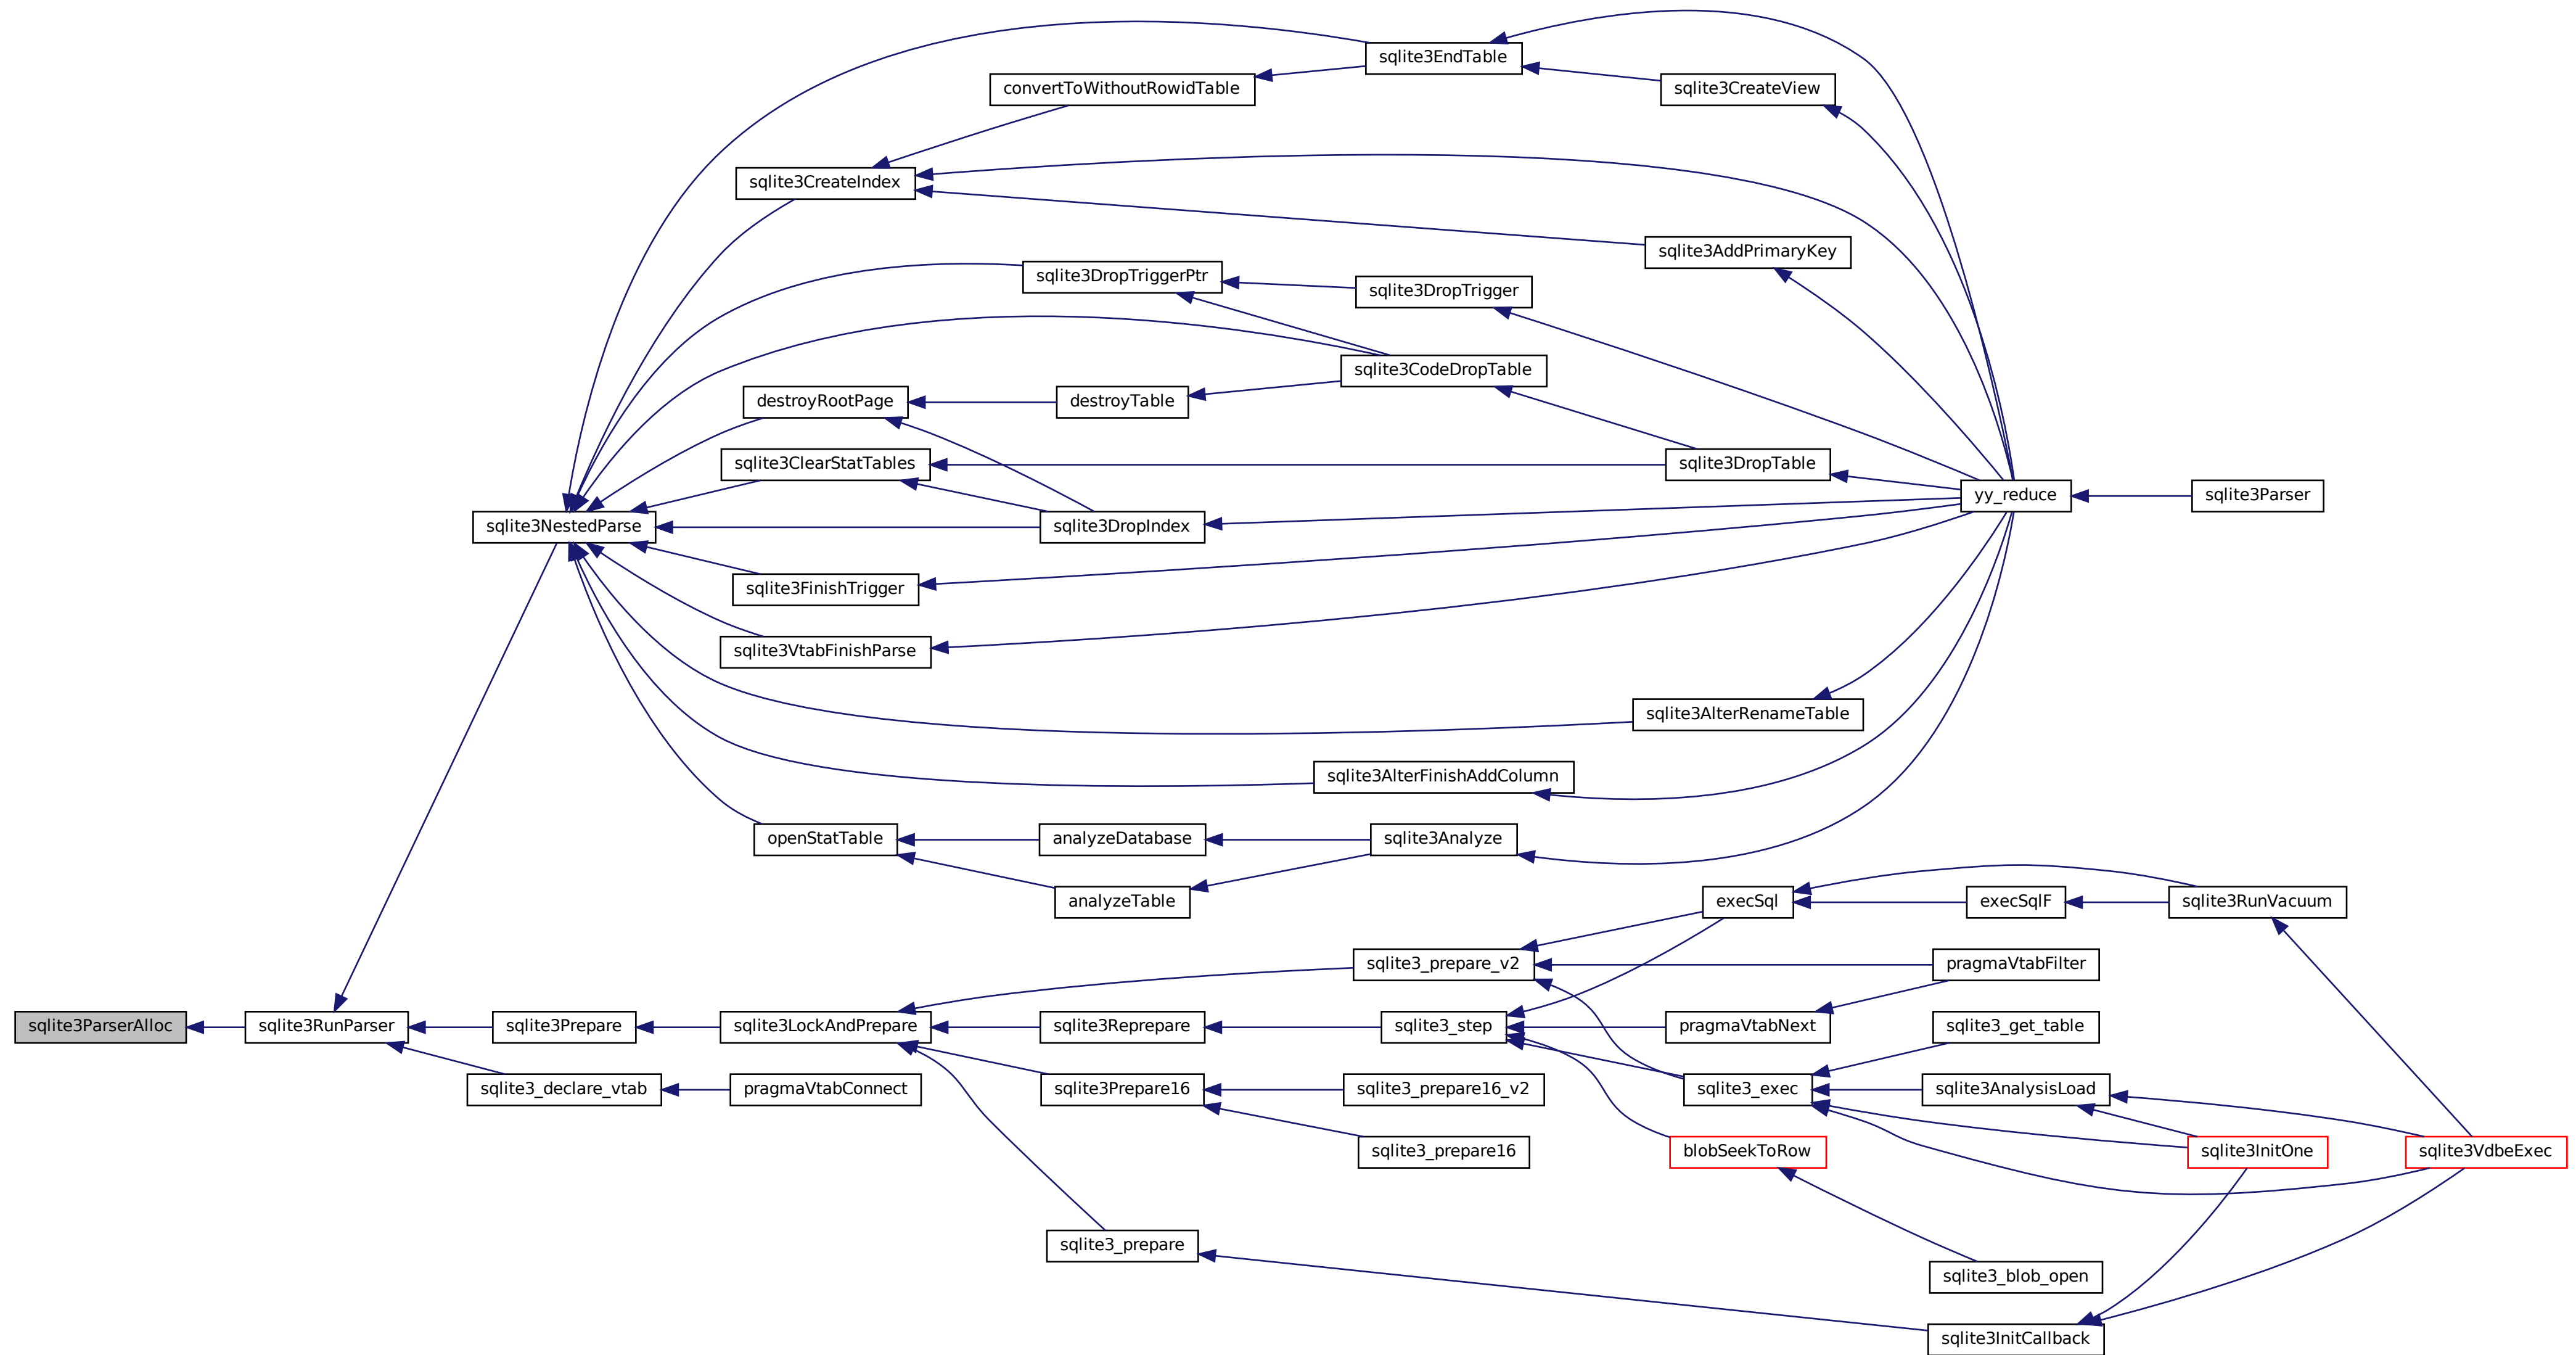 sqlite3EndTable
convertToWithoutRowidTable
sqlite3CreateView
sqlite3CreateIndex
sqlite3AddPrimaryKey
sqlite3DropTriggerPtr
sqlite3DropTrigger
sqlite3CodeDropTable
destroyRootPage
destroyTable
sqlite3ClearStatTables
sqlite3DropTable
yy_reduce
sqlite3Parser
sqlite3NestedParse
sqlite3DropIndex
sqlite3FinishTrigger
sqlite3VtabFinishParse
sqlite3AlterRenameTable
sqlite3AlterFinishAddColumn
openStatTable
analyzeDatabase
sqlite3Analyze
analyzeTable
execSql
execSqlF
sqlite3RunVacuum
sqlite3_prepare_v2
pragmaVtabFilter
sqlite3ParserAlloc
sqlite3RunParser
sqlite3Prepare
sqlite3LockAndPrepare
sqlite3Reprepare
sqlite3_step
pragmaVtabNext
sqlite3_get_table
sqlite3_declare_vtab
pragmaVtabConnect
sqlite3Prepare16
sqlite3_prepare16_v2
sqlite3_exec
sqlite3AnalysisLoad
sqlite3_prepare16
blobSeekToRow
sqlite3InitOne
sqlite3VdbeExec
sqlite3_prepare
sqlite3_blob_open
sqlite3InitCallback